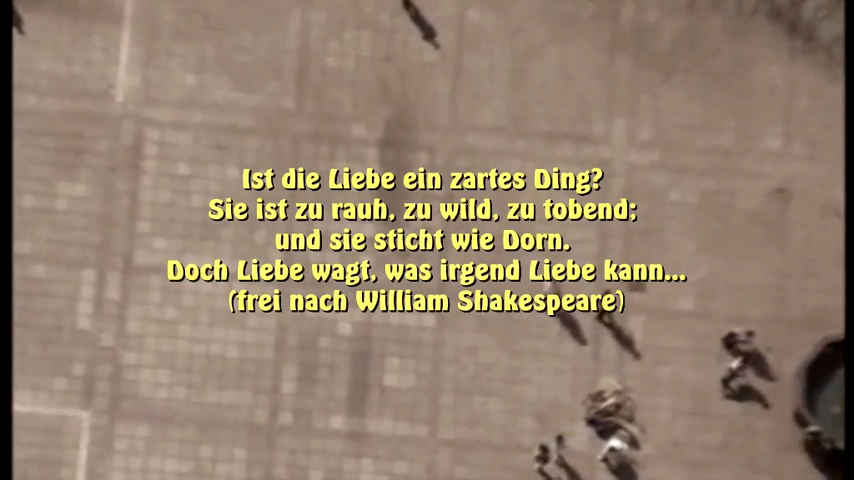 Ist die Liebe ein zartes Ding?
Sie ist zu rauh, zu wild, zu tobend;
und sie sticht wie Dorn.
Doch Liebe wagt, was irgend Liebe kann...
(frei nach William Shakespeare)